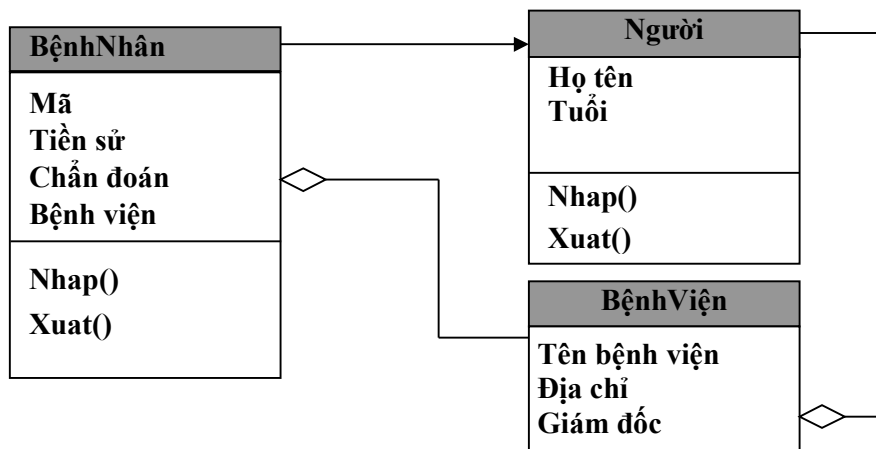 BệnhNhân
Mã
Tiền sử
Chẩn đoán
Bệnh viện
Nhap()
Xuat()
Người
Họ tên
Tuổi
Nhap()
Xuat()
BệnhViện
Tên bệnh viện
Địa chỉ
Giám đốc